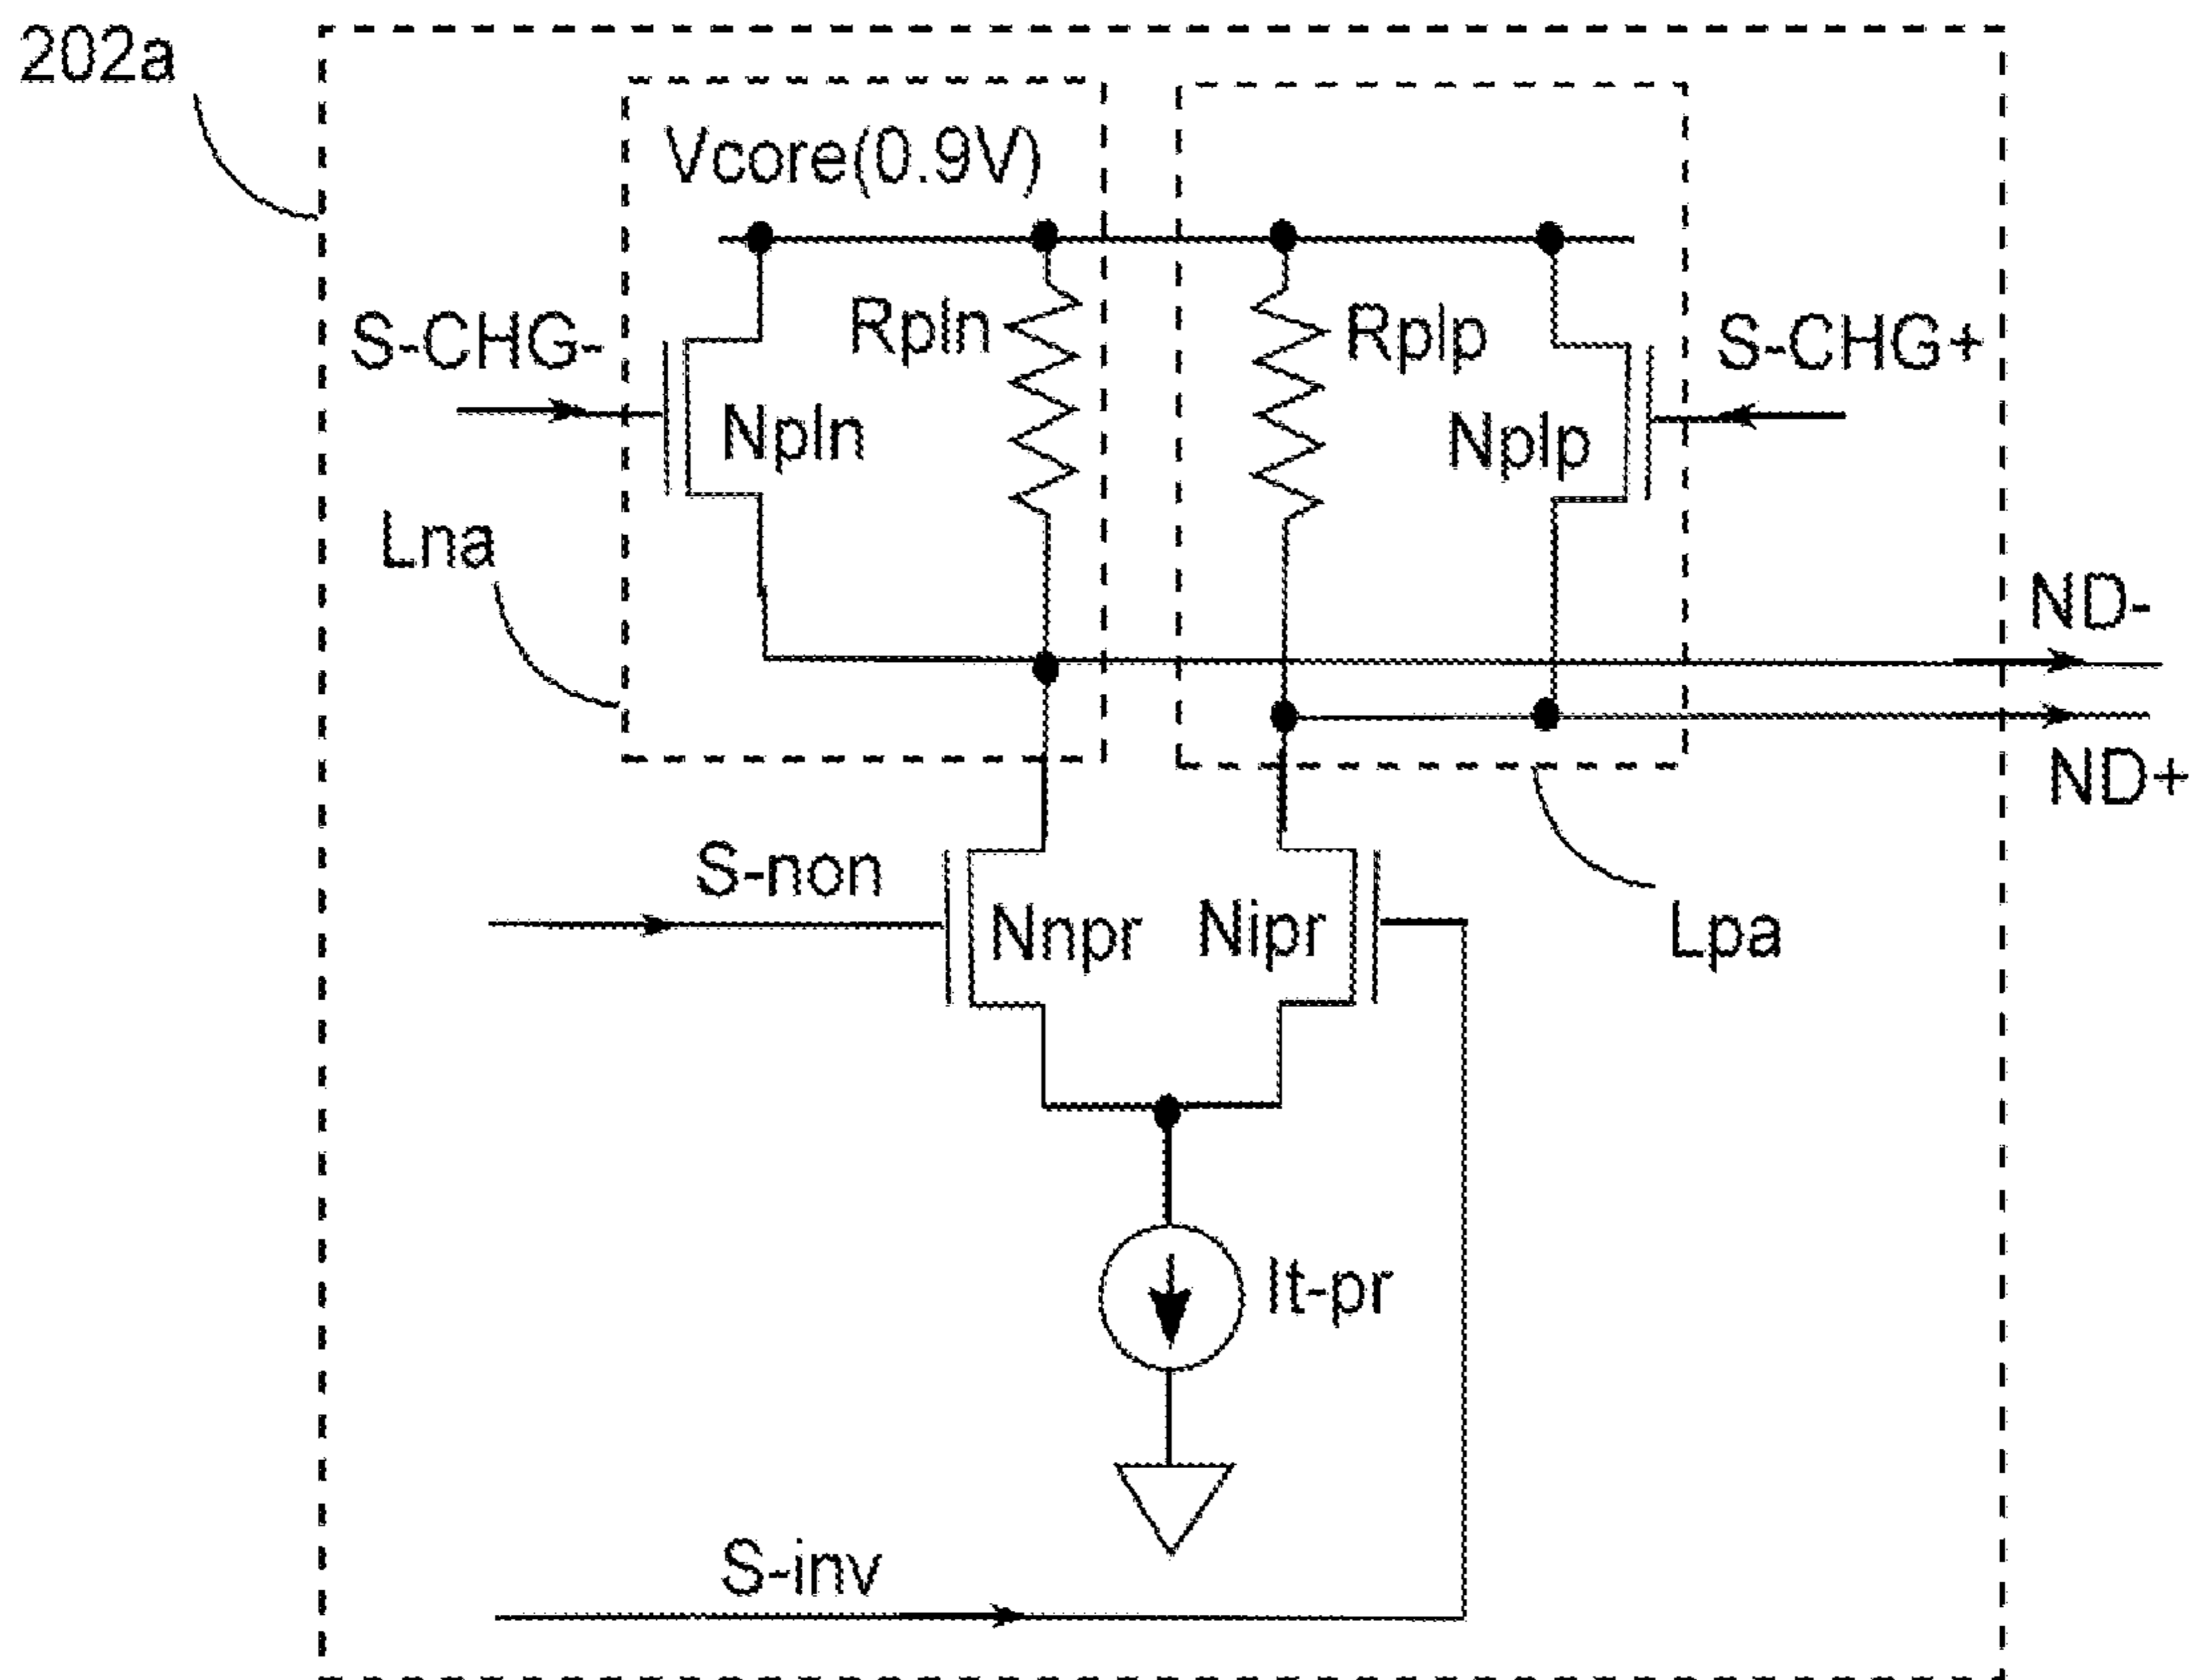 202a
Vcore(0.9V)
S-CHG-
Rpln
Rplp
S-CHG+
Npln
Nplp
Lna
ND-
ND+
S-non
Nnpr
Nipr
Lpa
It-pr
S-inv